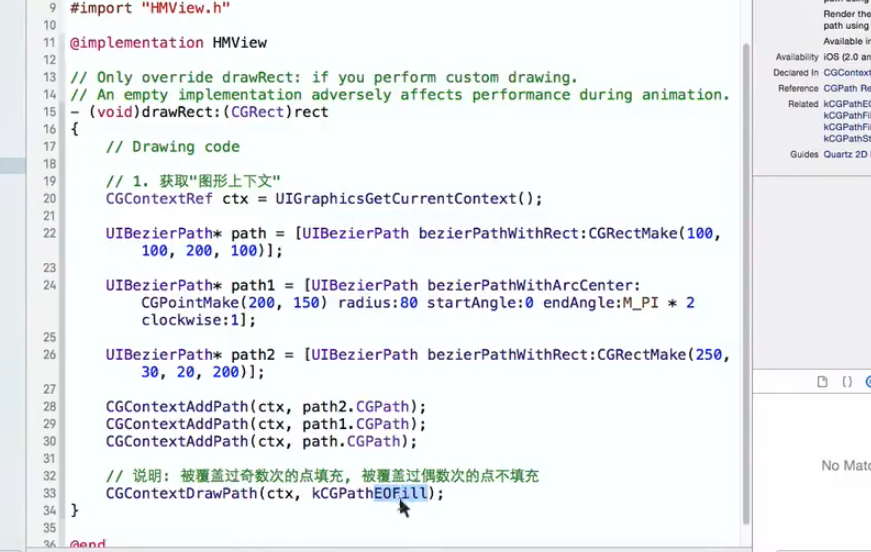 9 #import "HMView.h"
10
11 @implementation HMView
12
13 // Only override drawRect: if you perform custom drawing.
14 // An empty implementation adversely affects performance during animation.
15 - (void)drawRect:(CGRect)rect
16 {
17 // Drawing code
18
19 // 1. 获取"图形上下文"
20 CGContextRef ctx = UIGraphicsGetCurrentContext();
21
22 UIBezierPath* path = [UIBezierPath bezierPathWithRect:CGRectMake(100,
100, 200, 100)];
23
24 UIBezierPath* path1 = [UIBezierPath bezierPathWithArcCenter:
CGPointMake(200, 150) radius:80 startAngle:0 endAngle:M_PI * 2
clockwise:1];
25
26 UIBezierPath* path2 = [UIBezierPath bezierPathWithRect:CGRectMake(250,
30, 20, 200)];
27
28 CGContextAddPath(ctx, path2.CGPath);
29 CGContextAddPath(ctx, path1.CGPath);
30 CGContextAddPath(ctx, path.CGPath);
31
32 // 说明: 被覆盖过奇数次的点填充, 被覆盖过偶数次的点不填充
33 CGContextDrawPath(ctx, kCGPathEOFill);
34 }
35
36 @end
Render the
path using
Available in
Availability iOS (2.0 an
Declared In CGContext
Reference CGPath Re
Related kCGPathEO
kCGPathFil
kCGPathFil
kCGPathSt
Guides Quartz 2D
No Matc